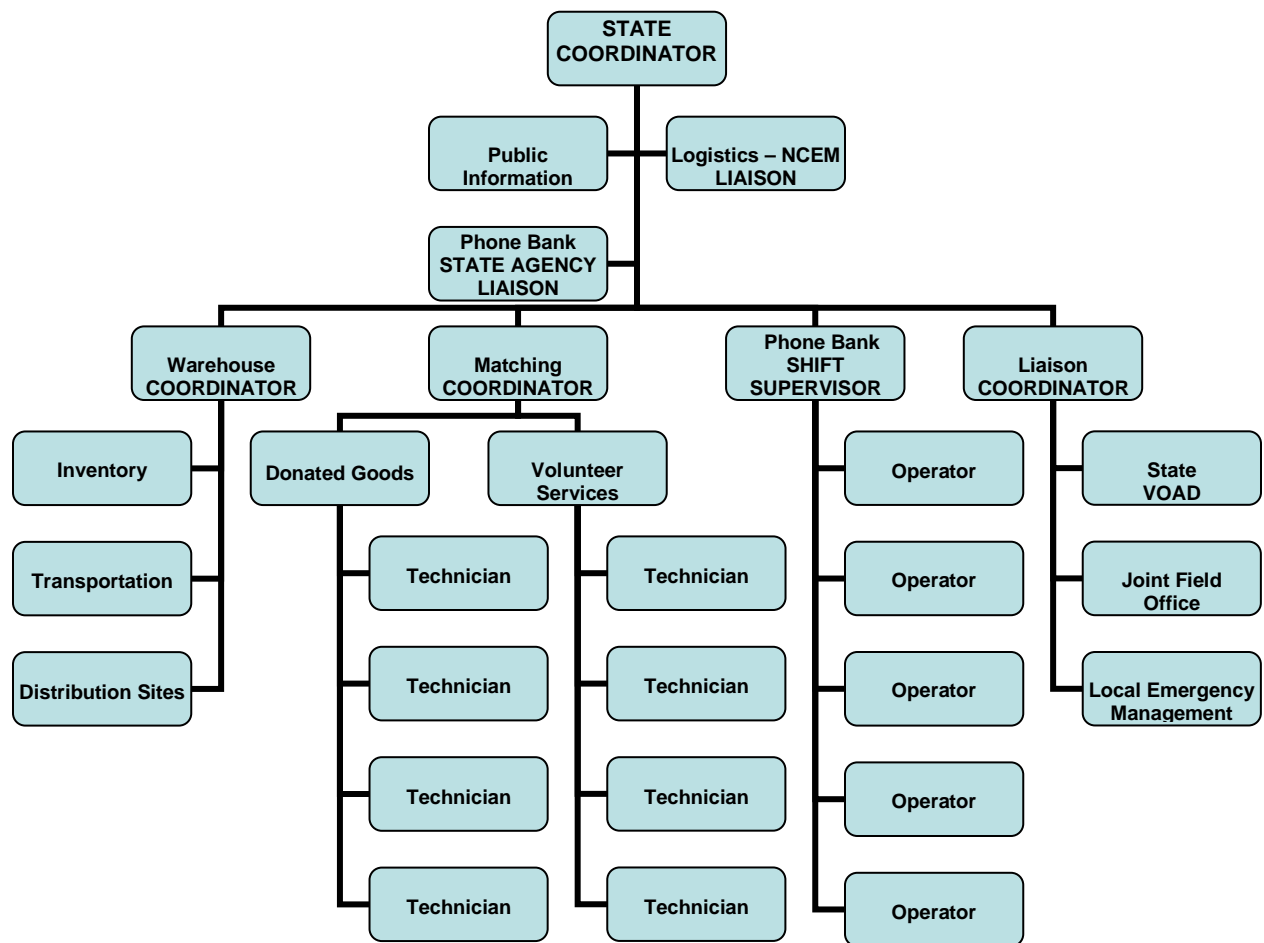 STATE
COORDINATOR
Public
Information
Logistics – NCEM
LIAISON
Phone Bank
STATE AGENCY
LIAISON
Warehouse
COORDINATOR
Matching
COORDINATOR
Phone Bank
SHIFT
SUPERVISOR
Liaison
COORDINATOR
Inventory
Donated Goods
Volunteer
Services
Operator
State
VOAD
Transportation
Technician
Technician
Operator
Joint Field
Office
Distribution Sites
Technician
Technician
Operator
Local Emergency
Management
Technician
Technician
Operator
Technician
Technician
Operator